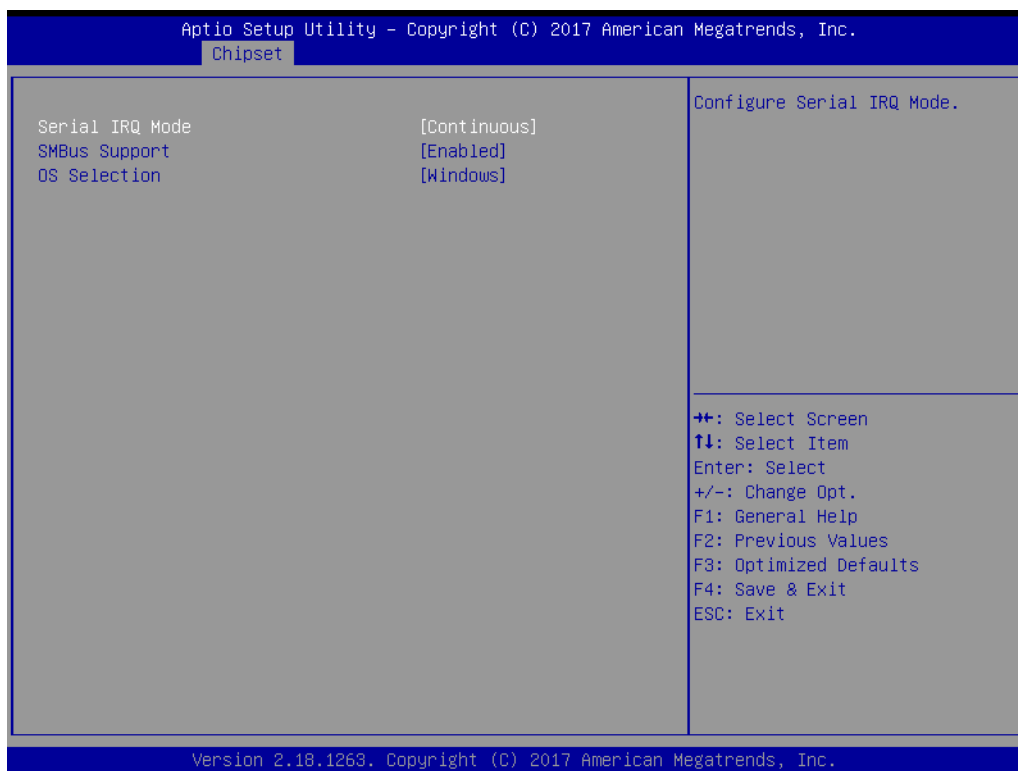 Aptio Setup Utility – Copyright (C) 2017 American Megatrends, Inc.
Chipset
Serial IRQ Mode [Continuous]
SMBus Support [Enabled]
OS Selection [Windows]
Configure Serial IRQ Mode.
→←: Select Screen
↑↓: Select Item
Enter: Select
+/-: Change Opt.
F1: General Help
F2: Previous Values
F3: Optimized Defaults
F4: Save & Exit
ESC: Exit
Version 2.18.1263. Copyright (C) 2017 American Megatrends, Inc.